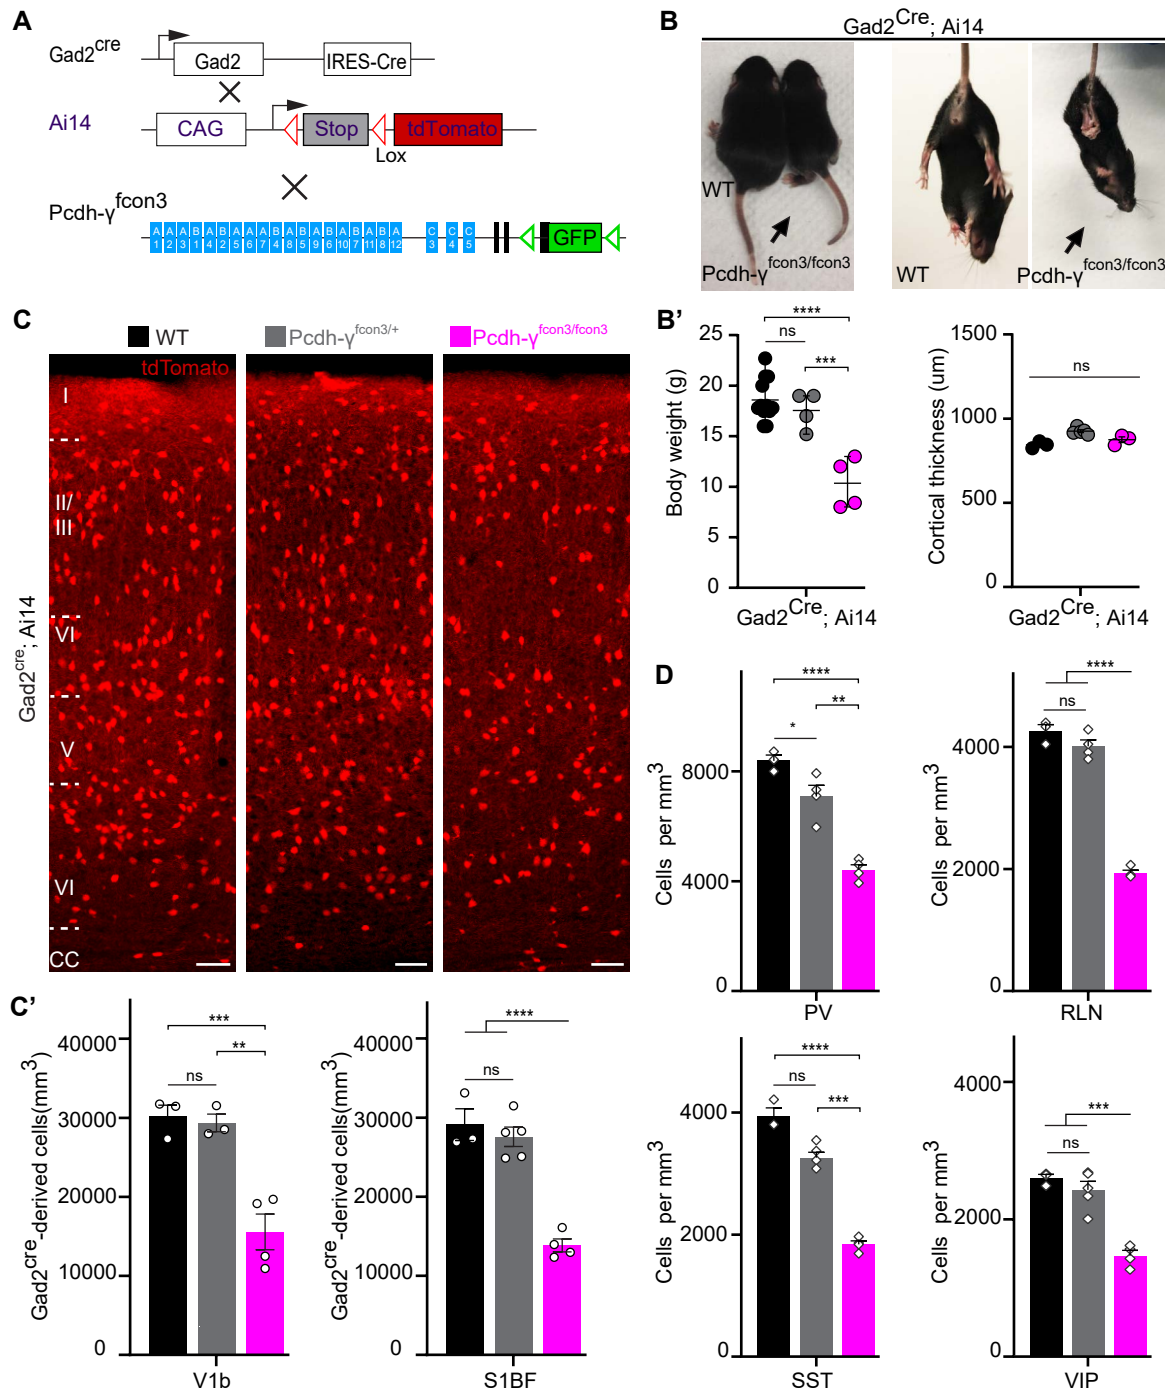 A
Gad2cre
Gad2
IRES-Cre
Ai14
CAG
Stop
tdTomato
Lox
Pcdh-γfcon3
A A A B A B A A B A B A B A B A B A C C C
1 2 3 1 4 2 5 6 7 4 8 5 9 6 10 7 11 8 12 3 4 5
GFP
B
Gad2Cre; Ai14
WT
Pcdh-γfcon3/fcon3
WT
Pcdh-γfcon3/fcon3
C
WT
Pcdh-γfcon3/+
Pcdh-γfcon3/fcon3
tdTomato
I
II/
III
VI
V
VI
CC
Gad2cre; Ai14
B'
Body weight (g)
25
20
15
10
5
0
****
ns
***
Gad2Cre; Ai14
Cortical thickness (um)
1500
1000
500
0
ns
Gad2Cre; Ai14
C'
Gad2cre-derived cells(mm3)
40000
30000
20000
10000
0
***
**
ns
V1b
Gad2cre-derived cells(mm3)
40000
30000
20000
10000
0
****
ns
S1BF
D
Cells per mm3
8000
4000
0
****
**
*
PV
Cells per mm3
4000
2000
0
****
ns
RLN
Cells per mm3
4000
2000
0
****
ns
***
SST
Cells per mm3
4000
2000
0
***
ns
VIP